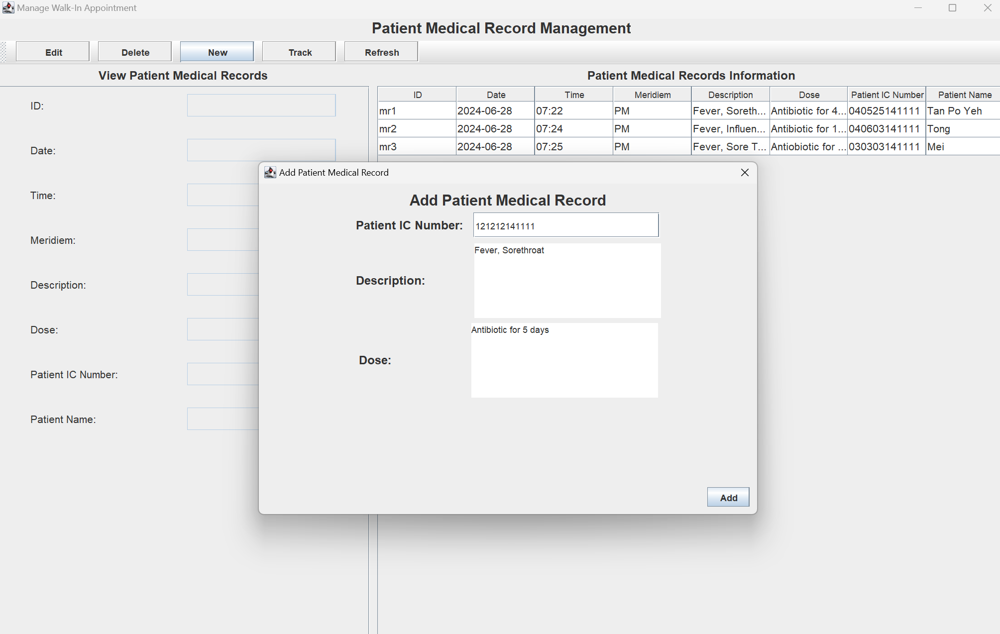 Manage Walk-In Appointment
Patient Medical Record Management
Edit Delete New Track Refresh
View Patient Medical Records
ID:
Date:
Time:
Meridiem:
Description:
Dose:
Patient IC Number:
Patient Name:
Patient Medical Records Information
ID Date Time Meridiem Description Dose Patient IC Number Patient Name
mr1 2024-06-28 07:22 PM Fever, Soreth... Antibiotic for 4... 040525141111 Tan Po Yeh
mr2 2024-06-28 07:24 PM Fever, Influen... Antibiotic for 1... 040603141111 Tong
mr3 2024-06-28 07:25 PM Fever, Sore T... Antiobiotic for ... 030303141111 Mei
Add Patient Medical Record
Add Patient Medical Record
Patient IC Number: 121212141111
Description: Fever, Sorethroat
Dose: Antibiotic for 5 days
Add